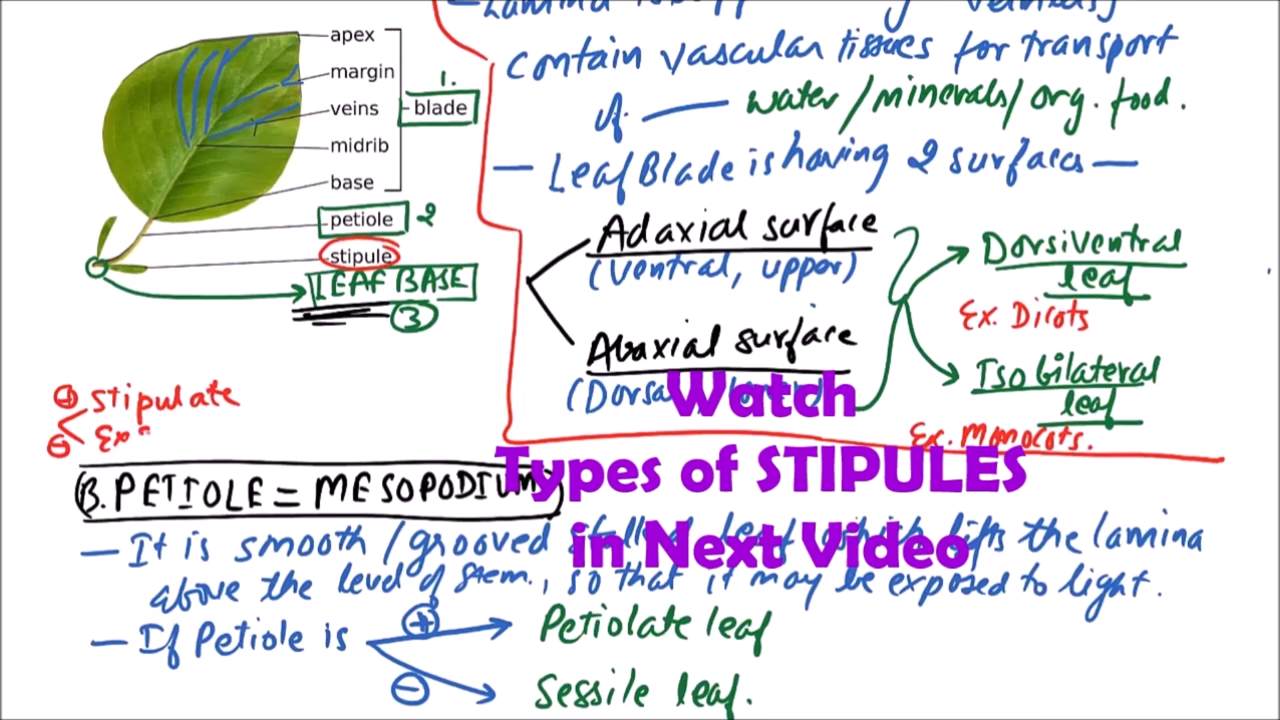 apex
margin
veins
midrib
base
1.
blade
petiole 2
stipule
LEAF BASE
3
contain vascular tissues for transport
of — water/minerals/org. food.
— Leaf Blade is having 2 surfaces —
Adaxial surface
(Ventral, upper)
Abaxial surface
Dorsiventral
leaf
Ex. Dicots
Isobilateral
leaf
Ex. Monocots.
+ Stipulate
- Ex
Watch
Types of STIPULES
in Next Video
B. PETIOLE = MESOPODIUM
— It is smooth/grooved leaf lifts the lamina
above the level of stem., so that it may be exposed to light.
— If Petiole is
+ Petiolate leaf
- Sessile leaf.